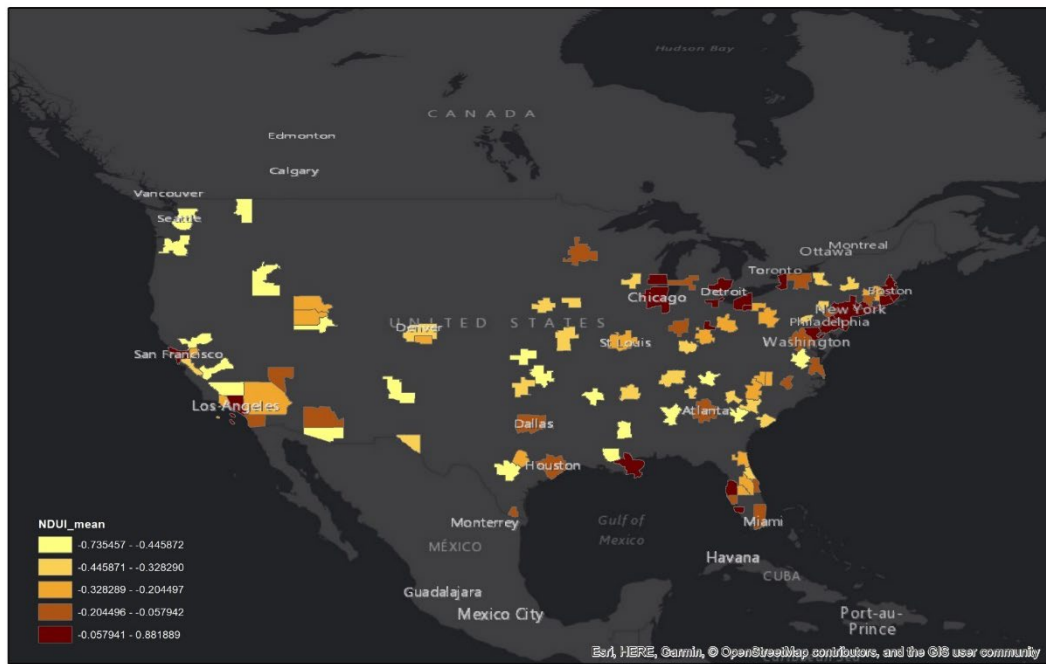 Hudson Bay
CANADA
Edmonton
Calgary
Vancouver
Seattle
Montreal
Ottawa
Toronto
Boston
Detroit
Chicago
New York
Philadelphia
UNITED STATES
Denver
St Louis
Washington
San Francisco
Los Angeles
Atlanta
Dallas
Houston
Monterrey
Gulf of
Mexico
Miami
MÉXICO
Havana
CUBA
Guadalajara
Mexico City
Port-au-
Prince
Caribbean Sea
NDUI_mean
-0.735457 - -0.445872
-0.445871 - -0.328290
-0.328289 - -0.204497
-0.204496 - -0.057942
-0.057941 - 0.881889
Esri, HERE, Garmin, © OpenStreetMap contributors, and the GIS user community